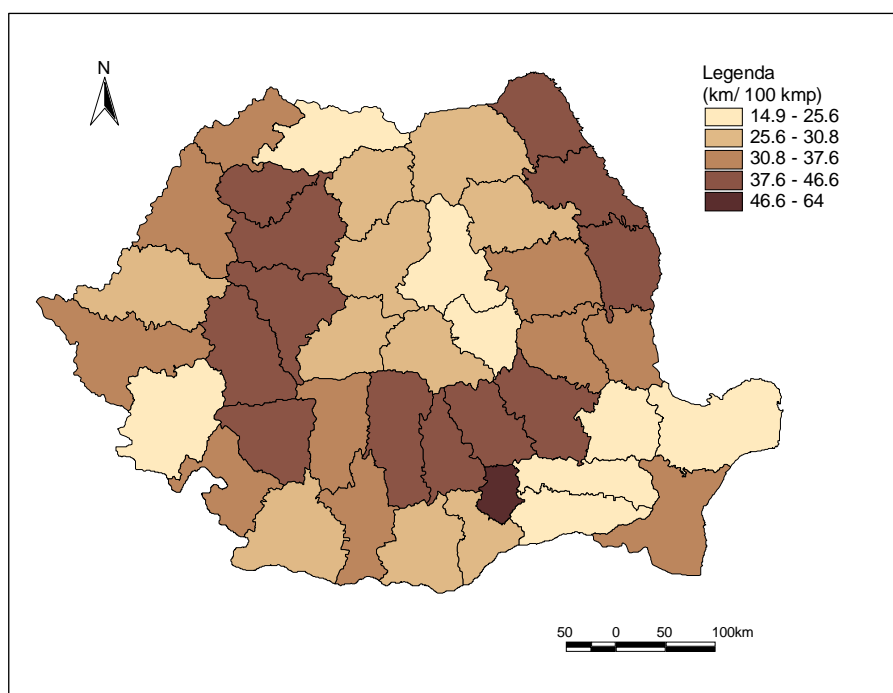 N
Legenda
(km/ 100 kmp)
14.9 - 25.6
25.6 - 30.8
30.8 - 37.6
37.6 - 46.6
46.6 - 64
50 0 50 100km